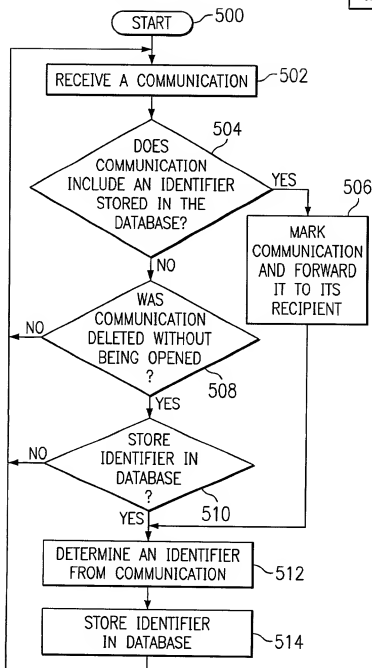 START
500
RECEIVE A COMMUNICATION
502
504
DOES
COMMUNICATION
INCLUDE AN IDENTIFIER
STORED IN THE
DATABASE?
YES
506
MARK
COMMUNICATION
AND FORWARD
IT TO ITS
RECIPIENT
NO
WAS
COMMUNICATION
DELETED WITHOUT
BEING OPENED
?
NO
508
YES
STORE
IDENTIFIER IN
DATABASE
?
NO
510
YES
DETERMINE AN IDENTIFIER
FROM COMMUNICATION
512
STORE IDENTIFIER
IN DATABASE
514